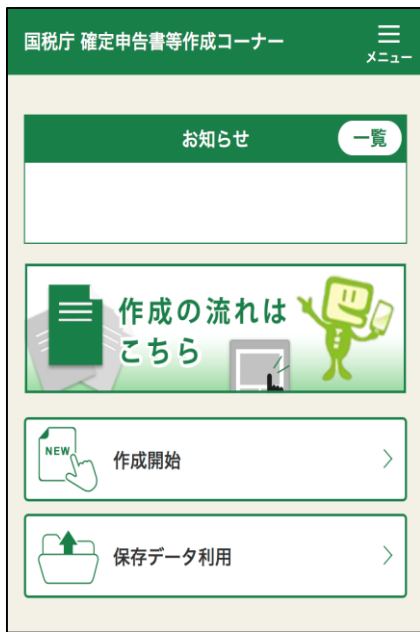 国税庁 確定申告書等作成コーナー
メニュー
お知らせ
一覧
作成の流れは
こちら
NEW
作成開始
保存データ利用